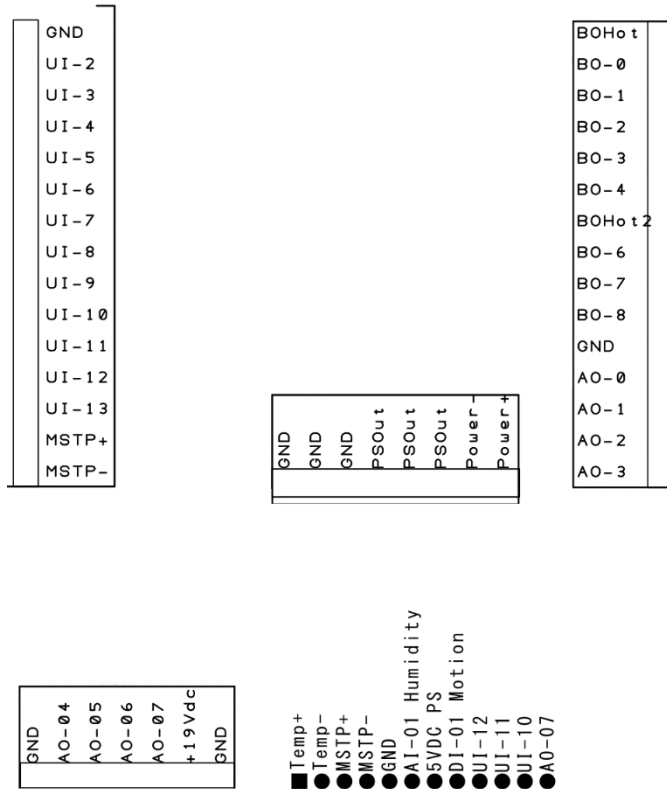 GND
UI-2
UI-3
UI-4
UI-5
UI-6
UI-7
UI-8
UI-9
UI-10
UI-11
UI-12
UI-13
MSTP+
MSTP-
GND
GND
GND
PSOut
PSOut
PSOut
Power-
Power+
BOHot
BO-0
BO-1
BO-2
BO-3
BO-4
BOHot2
BO-6
BO-7
BO-8
GND
AO-0
AO-1
AO-2
AO-3
GND
AO-04
AO-05
AO-06
AO-07
+19Vdc
GND
Temp+
Temp-
MSTP+
MSTP-
GND
AI-01 Humidity
5VDC PS
DI-01 Motion
UI-12
UI-11
UI-10
AO-07